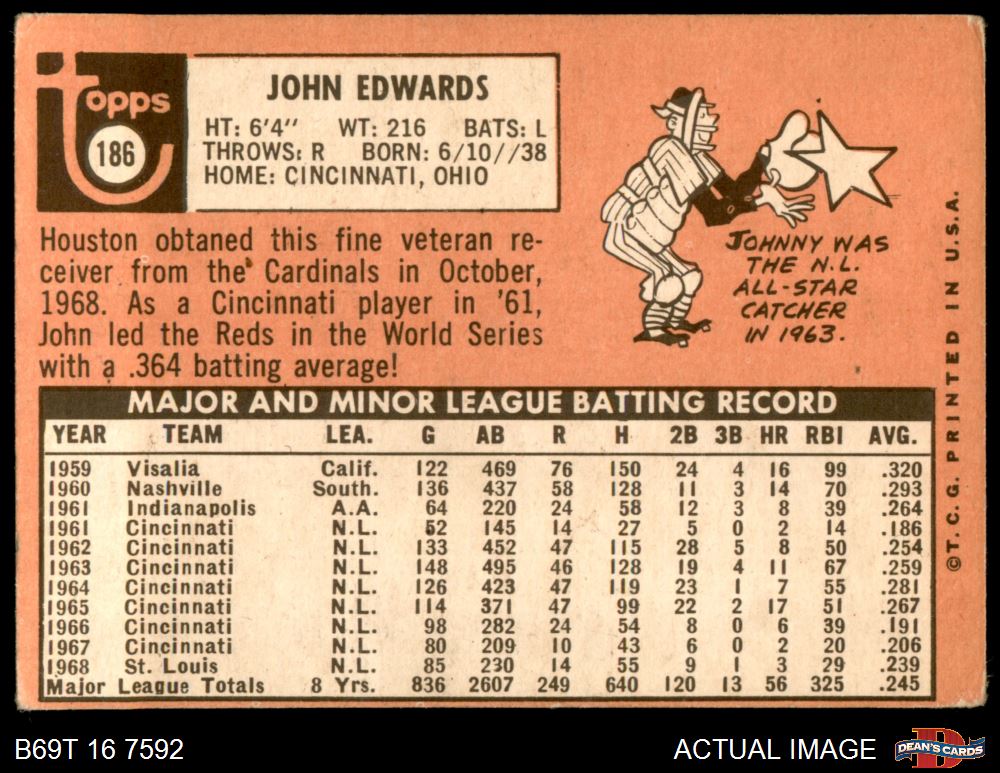 topps
186
JOHN EDWARDS
HT: 6'4" WT: 216 BATS: L
THROWS: R BORN: 6/10//38
HOME: CINCINNATI, OHIO
Houston obtaned this fine veteran re-
ceiver from the Cardinals in October,
1968. As a Cincinnati player in '61,
John led the Reds in the World Series
with a .364 batting average!
JOHNNY WAS
THE N.L.
ALL-STAR
CATCHER
IN 1963.
MAJOR AND MINOR LEAGUE BATTING RECORD
YEAR TEAM LEA. G AB R H 2B 3B HR RBI AVG.
1959 Visalia Calif. 122 469 76 150 24 4 16 99 .320
1960 Nashville South. 136 437 58 128 11 3 14 70 .293
1961 Indianapolis A.A. 64 220 24 58 12 3 8 39 .264
1961 Cincinnati N.L. 52 145 14 27 5 0 2 14 .186
1962 Cincinnati N.L. 133 452 47 115 28 5 8 50 .254
1963 Cincinnati N.L. 148 495 46 128 19 4 11 67 .259
1964 Cincinnati N.L. 126 423 47 119 23 1 7 55 .281
1965 Cincinnati N.L. 114 371 47 99 22 2 17 51 .267
1966 Cincinnati N.L. 98 282 24 54 8 0 6 39 .191
1967 Cincinnati N.L. 80 209 10 43 6 0 2 20 .206
1968 St. Louis N.L. 85 230 14 55 9 1 3 29 .239
Major League Totals 8 Yrs. 836 2607 249 640 120 13 56 325 .245
©T.C.G. PRINTED IN U.S.A.
B69T 16 7592
ACTUAL IMAGE
D
DEAN'S CARDS